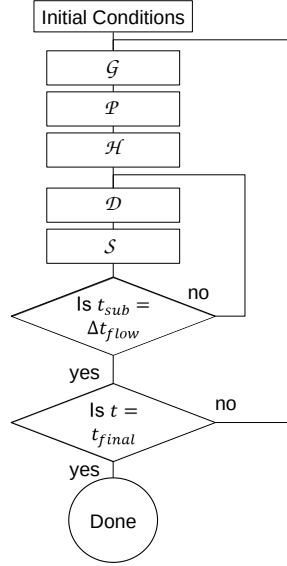 Initial Conditions
𝒢
𝒫
ℋ
𝒟
𝒮
Is t_sub =
Δt_flow
no
yes
Is t =
t_final
no
yes
Done